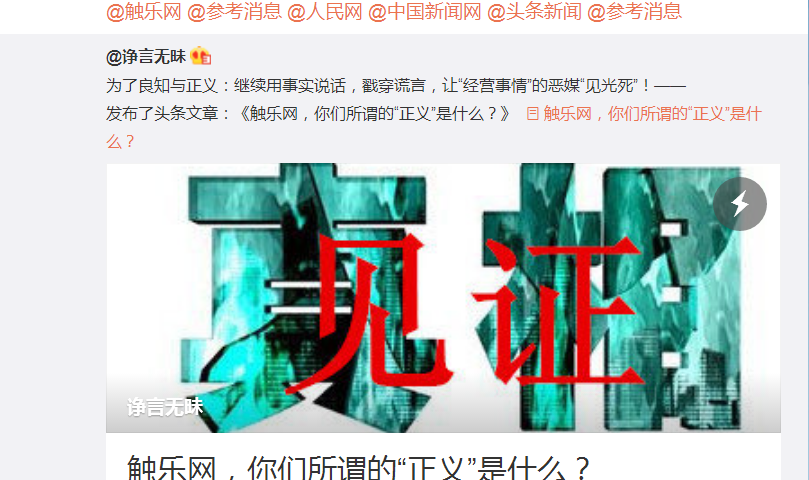 @触乐网 @参考消息 @人民网 @中国新闻网 @头条新闻 @参考消息
@诤言无昧
为了良知与正义：继续用事实说话，戳穿谎言，让“经营事情”的恶媒“见光死”！——
发布了头条文章：《触乐网，你们所谓的“正义”是什么？》 触乐网，你们所谓的“正义”是什
么？
真相
见证
诤言无昧
触乐网，你们所谓的“正义”是什么？